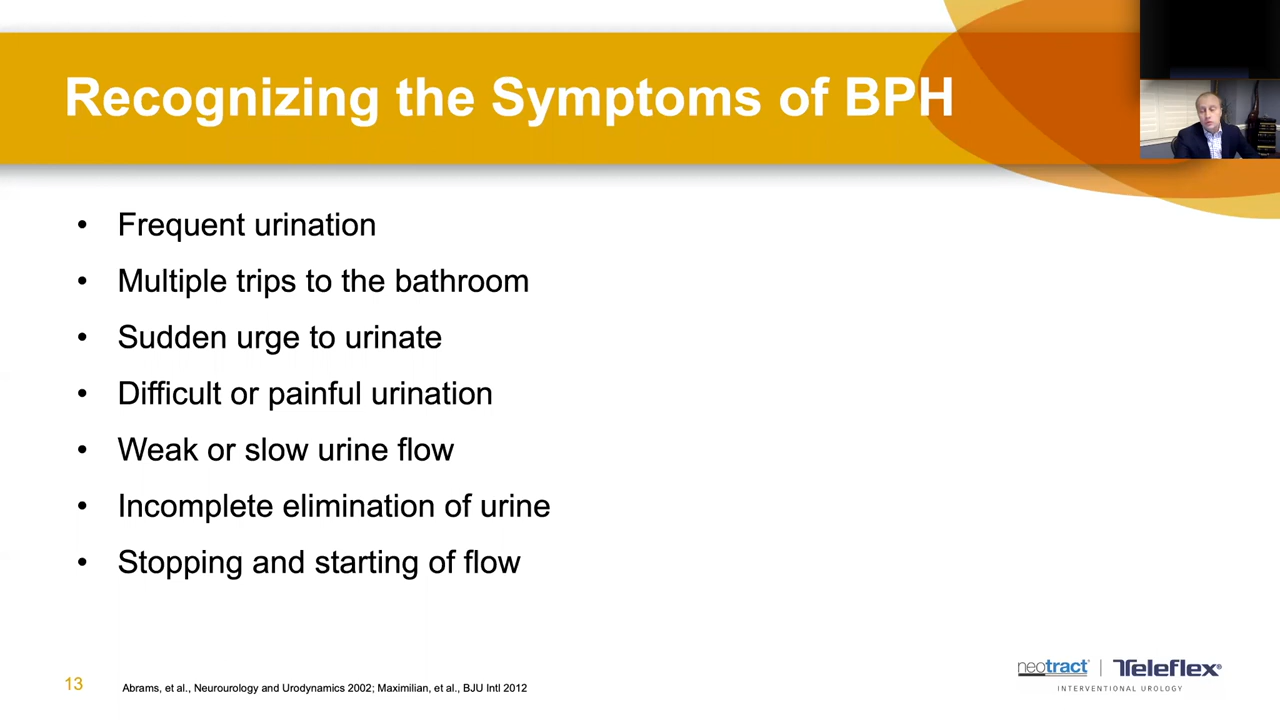 Recognizing the Symptoms of BPH
• Frequent urination
• Multiple trips to the bathroom
• Sudden urge to urinate
• Difficult or painful urination
• Weak or slow urine flow
• Incomplete elimination of urine
• Stopping and starting of flow
13
Abrams, et al., Neurourology and Urodynamics 2002; Maximilian, et al., BJU Intl 2012
neotract | Teleflex
INTERVENTIONAL UROLOGY